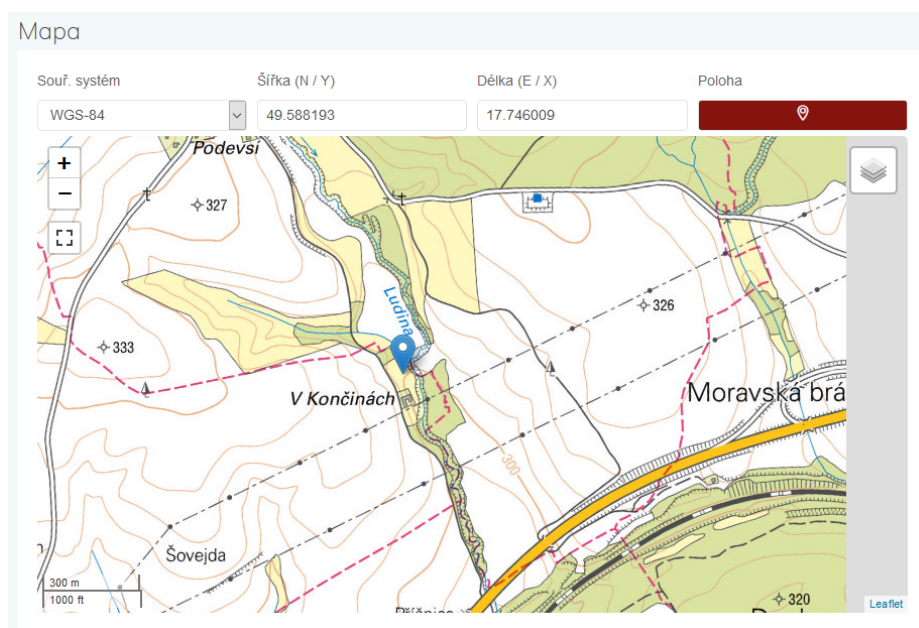 Mapa
Souř. systém
Šířka (N / Y)
Délka (E / X)
Poloha
WGS-84
49.588193
17.746009
+
−
Podevsí
327
Ludina
326
333
V Končinách
Moravská brá
300
Šovejda
300 m
1000 ft
320
Leaflet